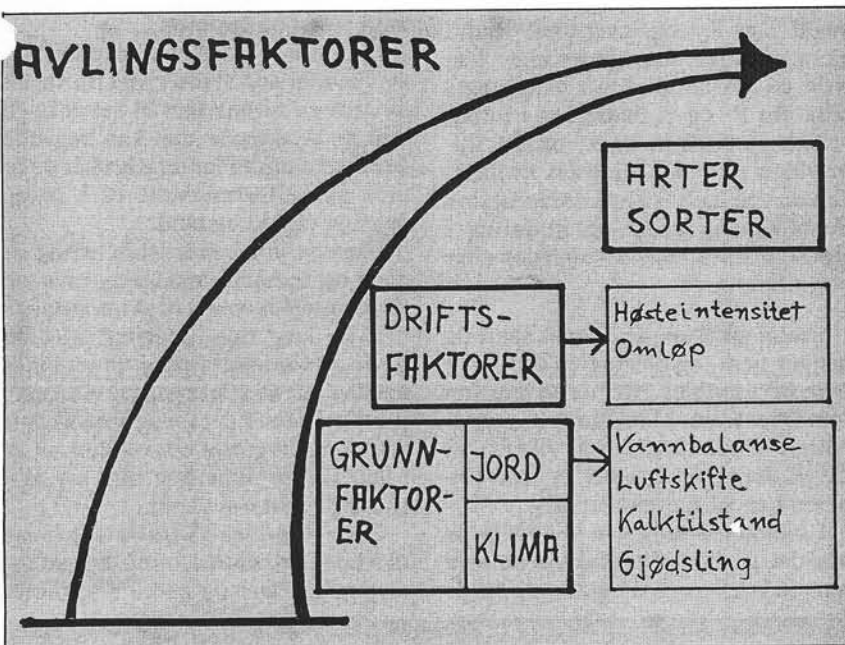 AVLINGSFAKTORER
ARTER
SORTER
DRIFTS-
FAKTORER
Høsteintensitet
Omløp
GRUNN-
FAKTOR-
ER
JORD
KLIMA
Vannbalanse
Luftskifte
Kalktilstand
Gjødsling